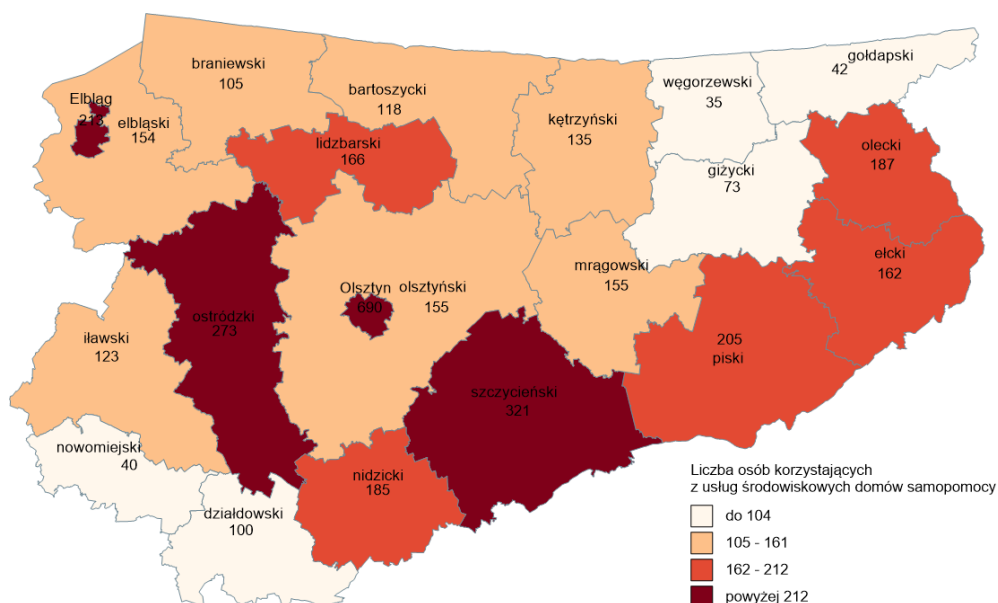 gołdapski
42
braniewski
105
węgorzewski
35
bartoszycki
118
Elbląg
213
elbląski
154
kętrzyński
135
lidzbarski
166
olecki
187
giżycki
73
ełcki
162
mrągowski
155
Olsztyn
690
olsztyński
155
ostródzki
273
iławski
123
205
piski
szczycieński
321
nowomiejski
40
nidzicki
185
działdowski
100
Liczba osób korzystających
z usług środowiskowych domów samopomocy
do 104
105 - 161
162 - 212
powyżej 212